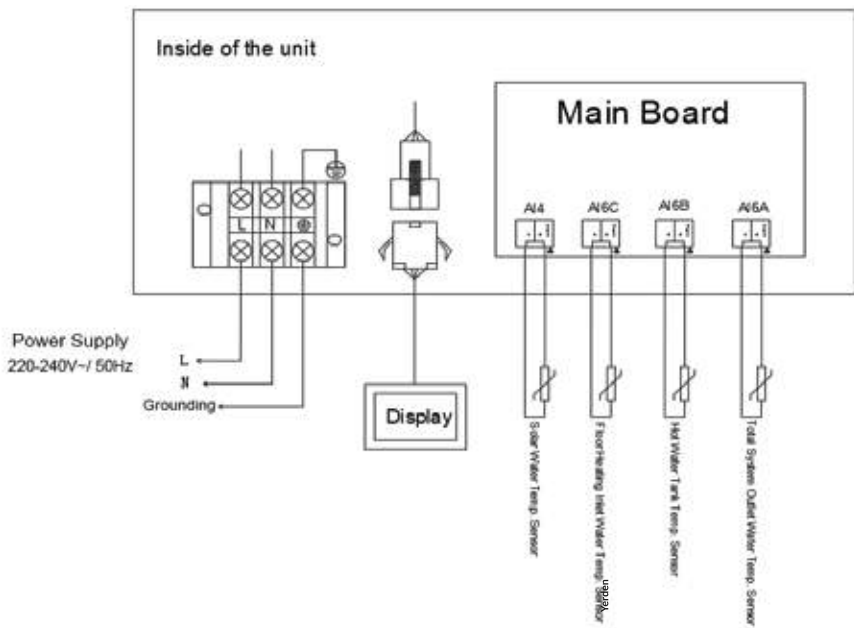 Inside of the unit
Main Board
AI4
AI6C
AI6B
AI6A
L
N
Power Supply
220-240V~/ 50Hz
L
N
Grounding
Display
Solar Water Temp. Sensor
Floor Heating Inlet Water Temp. Sensor
Yerden
Hot Water Tank Temp. Sensor
Total System Outlet Water Temp. Sensor